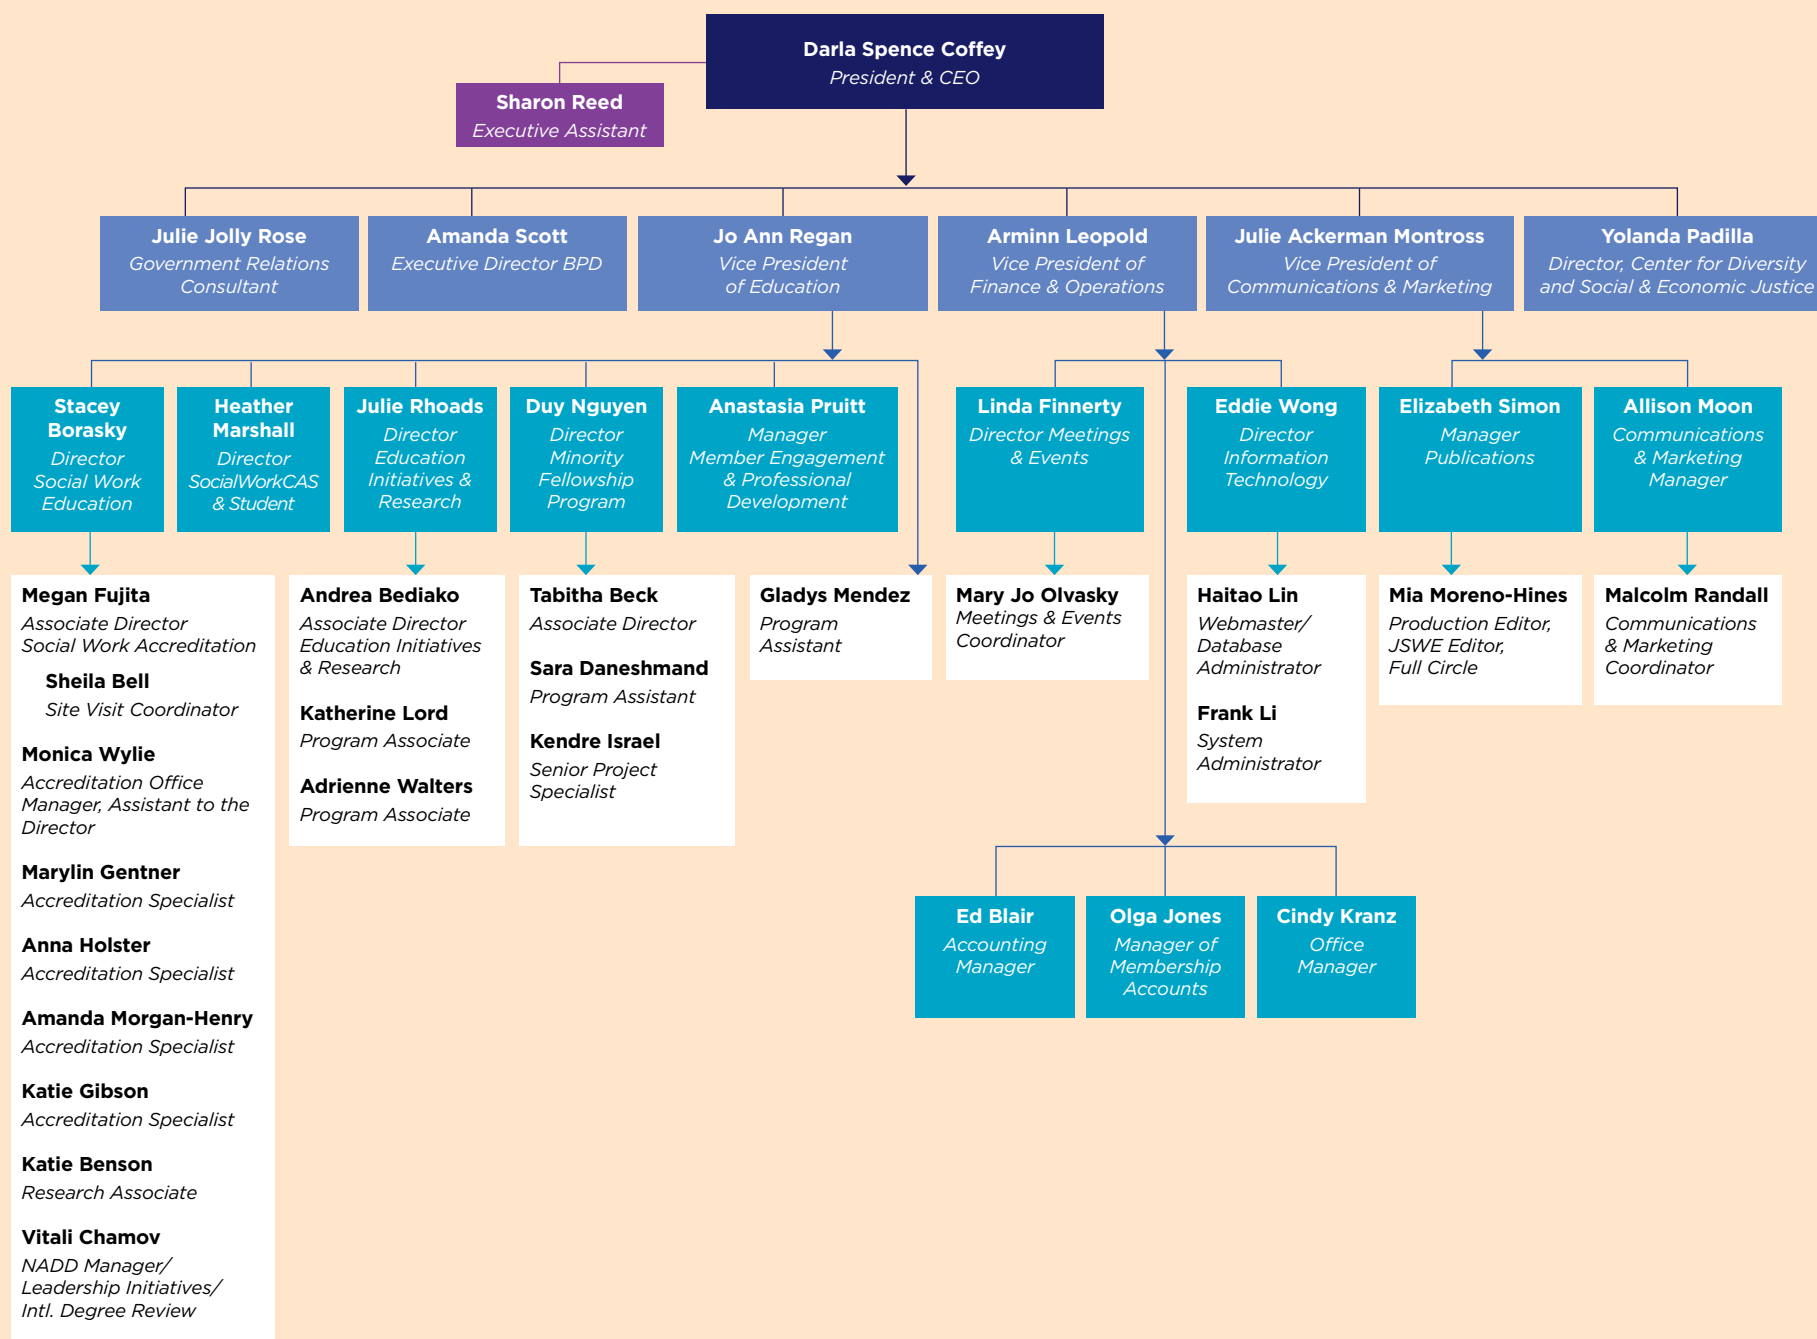 Darla Spence Coffey
President & CEO
Sharon Reed
Executive Assistant
Julie Jolly Rose
Government Relations
Consultant
Amanda Scott
Executive Director BPD
Jo Ann Regan
Vice President
of Education
Arminn Leopold
Vice President of
Finance & Operations
Julie Ackerman Montross
Vice President of
Communications & Marketing
Yolanda Padilla
Director, Center for Diversity
and Social & Economic Justice
Stacey
Borasky
Director
Social Work
Education
Heather
Marshall
Director
SocialWorkCAS
& Student
Julie Rhoads
Director
Education
Initiatives &
Research
Duy Nguyen
Director
Minority
Fellowship
Program
Anastasia Pruitt
Manager
Member Engagement
& Professional
Development
Linda Finnerty
Director Meetings
& Events
Eddie Wong
Director
Information
Technology
Elizabeth Simon
Manager
Publications
Allison Moon
Communications
& Marketing
Manager
Megan Fujita
Associate Director
Social Work Accreditation
Sheila Bell
Site Visit Coordinator
Monica Wylie
Accreditation Office
Manager, Assistant to the
Director
Marylin Gentner
Accreditation Specialist
Anna Holster
Accreditation Specialist
Amanda Morgan-Henry
Accreditation Specialist
Katie Gibson
Accreditation Specialist
Katie Benson
Research Associate
Vitali Chamov
NADD Manager/
Leadership Initiatives/
Intl. Degree Review
Andrea Bediako
Associate Director
Education Initiatives
& Research
Katherine Lord
Program Associate
Adrienne Walters
Program Associate
Tabitha Beck
Associate Director
Sara Daneshmand
Program Assistant
Kendre Israel
Senior Project
Specialist
Gladys Mendez
Program
Assistant
Mary Jo Olvasky
Meetings & Events
Coordinator
Haitao Lin
Webmaster/
Database
Administrator
Frank Li
System
Administrator
Mia Moreno-Hines
Production Editor,
JSWE Editor,
Full Circle
Malcolm Randall
Communications
& Marketing
Coordinator
Ed Blair
Accounting
Manager
Olga Jones
Manager of
Membership
Accounts
Cindy Kranz
Office
Manager